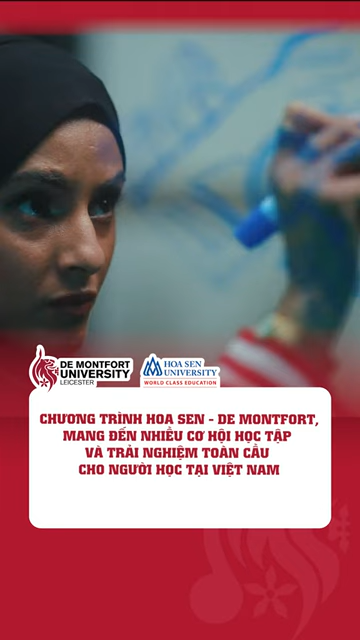 DE MONTFORT
UNIVERSITY
LEICESTER
HOA SEN
UNIVERSITY
WORLD CLASS EDUCATION
CHƯƠNG TRÌNH HOA SEN - DE MONTFORT,
MANG ĐẾN NHIỀU CƠ HỘI HỌC TẬP
VÀ TRẢI NGHIỆM TOÀN CẦU
CHO NGƯỜI HỌC TẠI VIỆT NAM